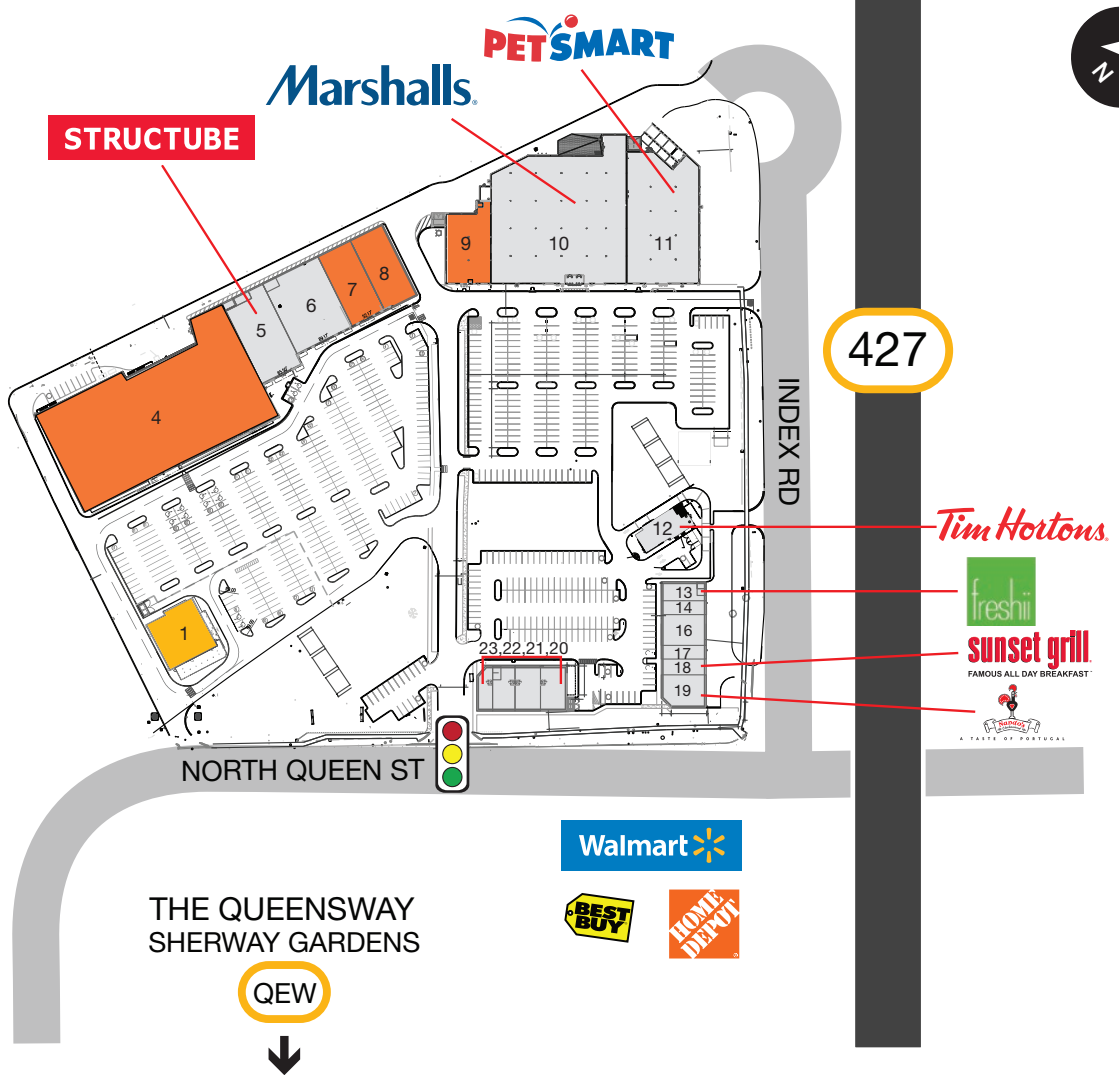 PETSMART
Marshalls
STRUCTUBE
N
9
10
11
8
7
6
5
4
427
INDEX RD
12
Tim Hortons
13
freshii
14
16
23,22,21,20
17
sunset grill
18
FAMOUS ALL DAY BREAKFAST
19
Nando's
A TASTE OF PORTUGAL
1
NORTH QUEEN ST
Walmart
BEST
BUY
HOME
DEPOT
THE QUEENSWAY
SHERWAY GARDENS
QEW